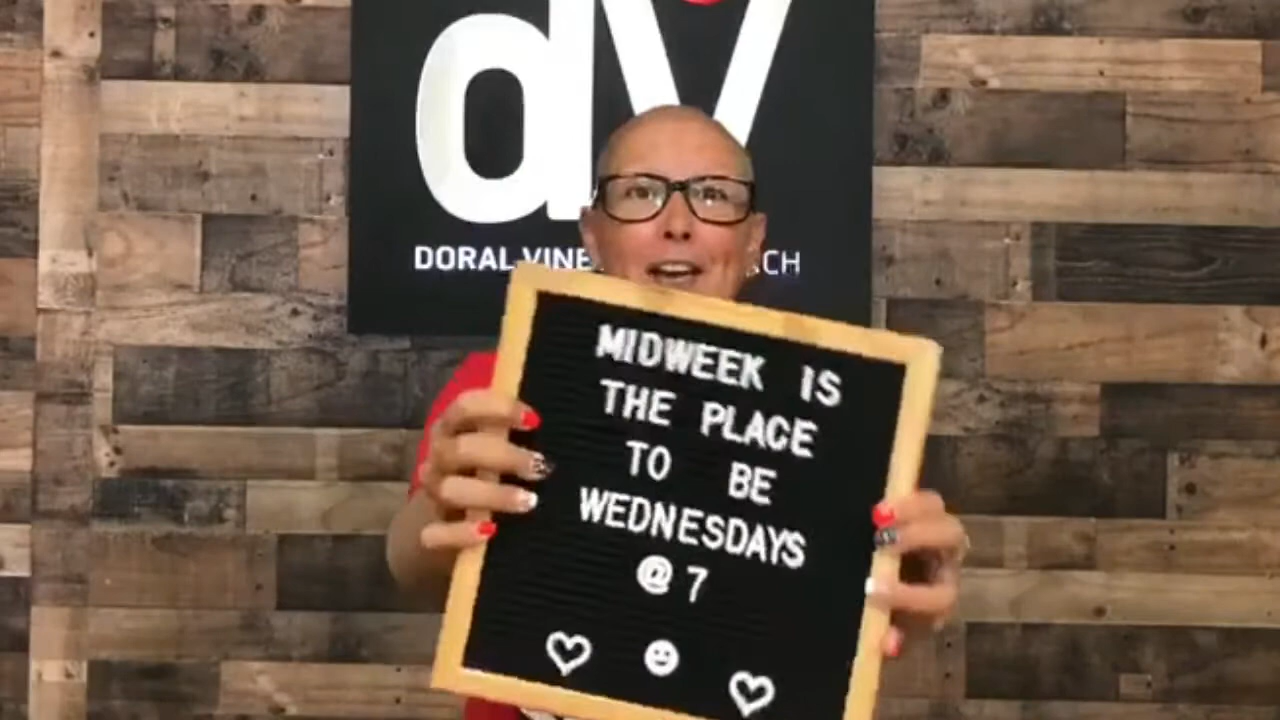 dV
DORAL VINE
CH
MIDWEEK IS
THE PLACE
TO BE
WEDNESDAYS
@ 7